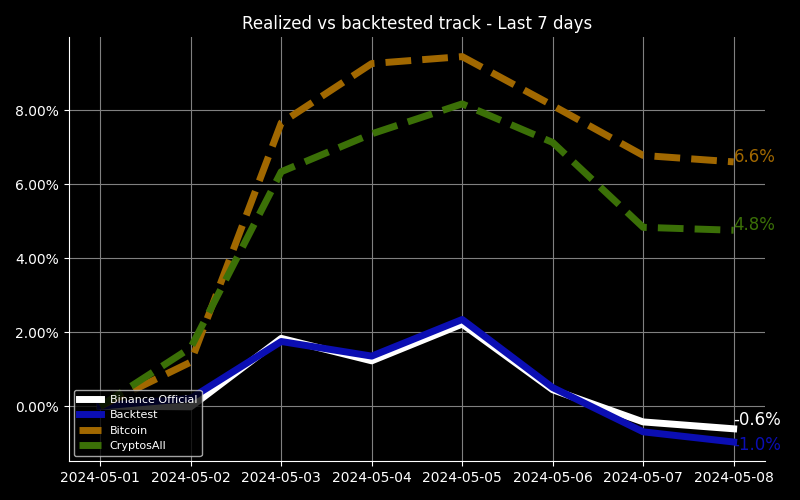 Realized vs backtested track - Last 7 days
8.00%
6.00%
4.00%
2.00%
0.00%
6.6%
4.8%
-0.6%
-1.0%
Binance Official
Backtest
Bitcoin
CryptosAll
2024-05-01 2024-05-02 2024-05-03 2024-05-04 2024-05-05 2024-05-06 2024-05-07 2024-05-08